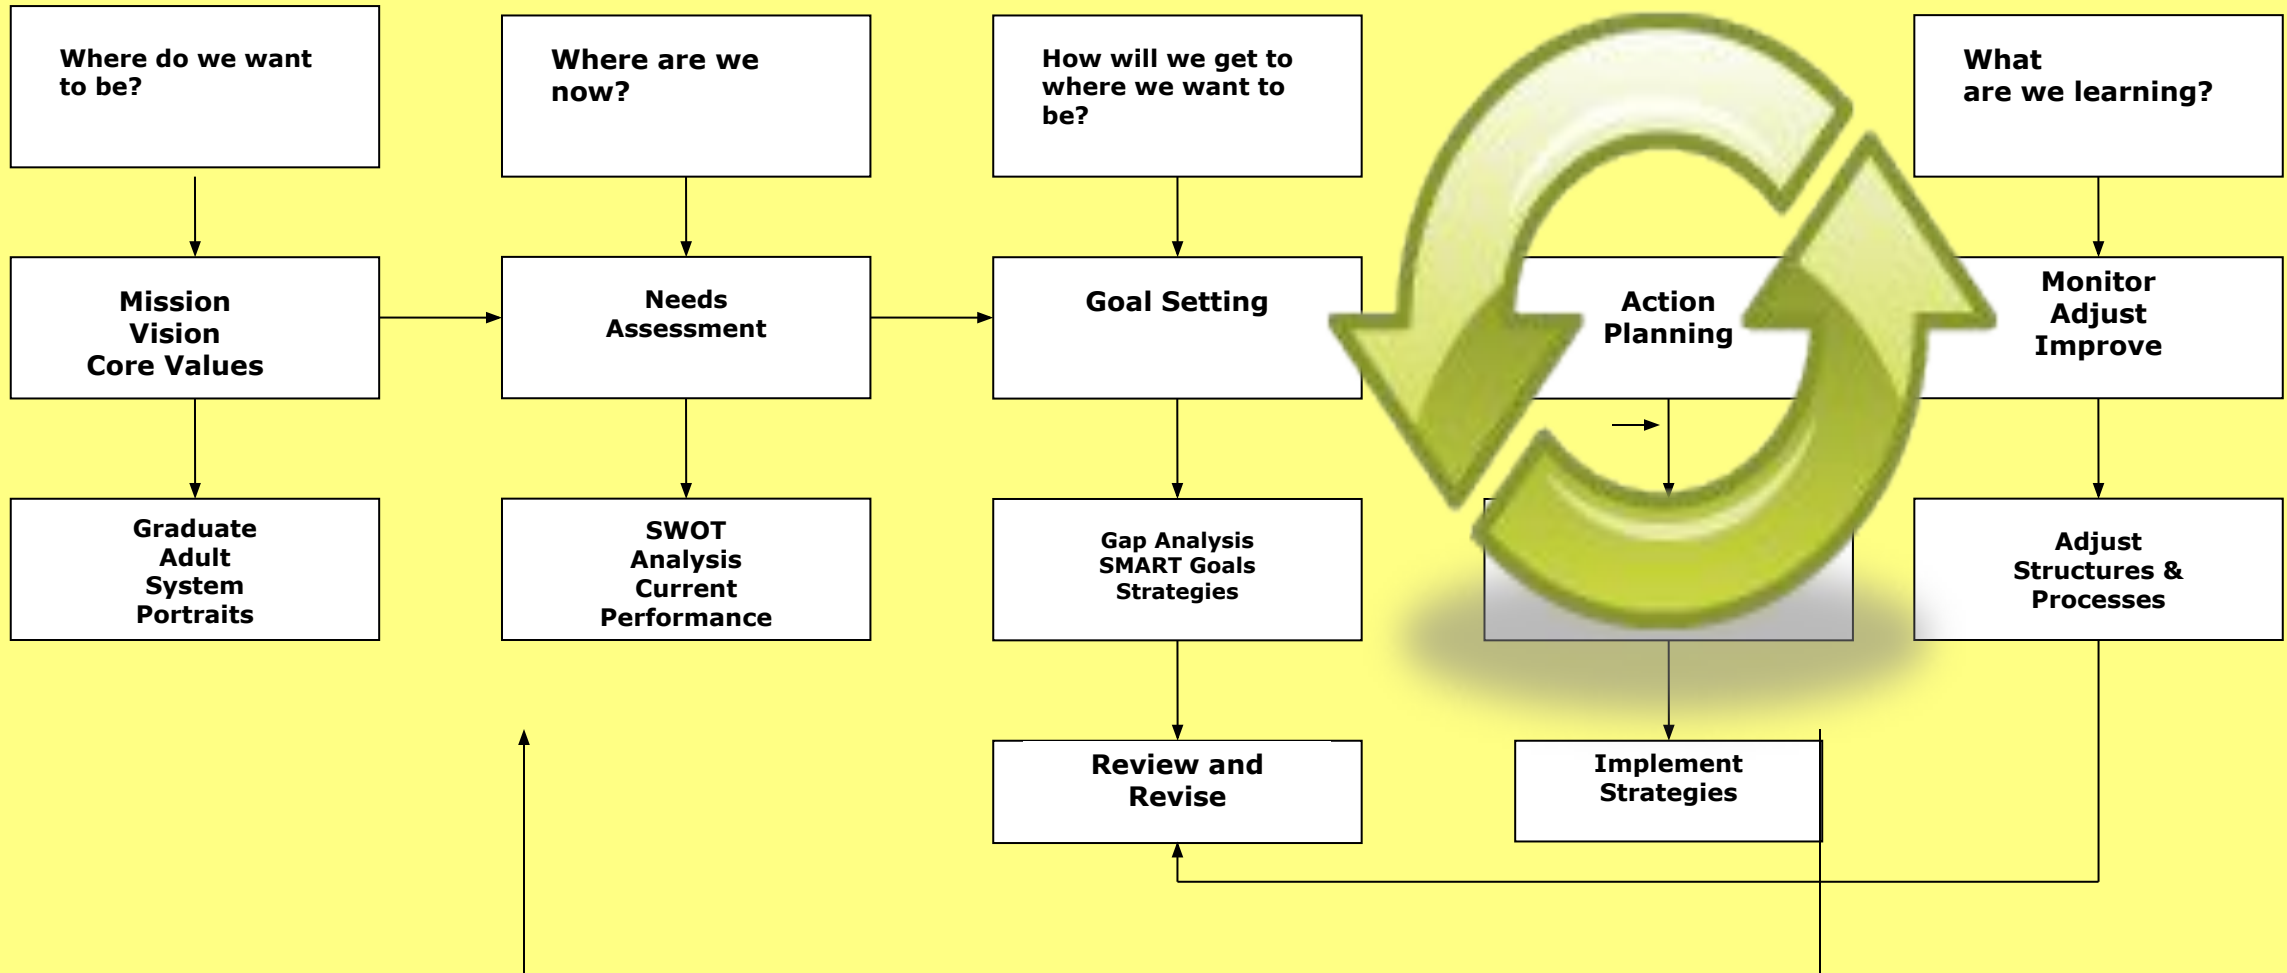 Where do we want
to be?
Where are we
now?
How will we get to
where we want to
be?
What
are we learning?
Mission
Vision
Core Values
Needs
Assessment
Goal Setting
Action
Planning
Monitor
Adjust
Improve
Graduate
Adult
System
Portraits
SWOT
Analysis
Current
Performance
Gap Analysis
SMART Goals
Strategies
Adjust
Structures &
Processes
Review and
Revise
Implement
Strategies